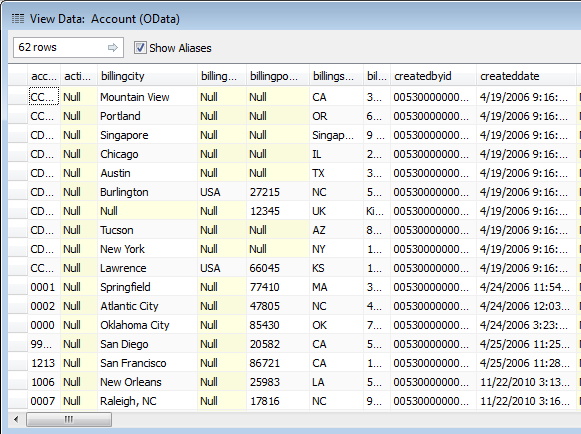 View Data: Account (OData)
62 rows Show Aliases
acc... acti... billingcity billing... billingpo... billings... bil... createdbyid createddate
CC... Null Mountain View Null Null CA 3... 00530000000... 4/19/2006 9:16:...
CC... Null Portland Null Null OR 6... 00530000000... 4/19/2006 9:16:...
CD... Null Singapore Null Null Singap... 9 ... 00530000000... 4/19/2006 9:16:...
CD... Null Chicago Null Null IL 2... 00530000000... 4/19/2006 9:16:...
CD... Null Austin Null Null TX 3... 00530000000... 4/19/2006 9:16:...
CD... Null Burlington USA 27215 NC 5... 00530000000... 4/19/2006 9:16:...
CD... Null Null Null 12345 UK Ki... 00530000000... 4/19/2006 9:16:...
CD... Null Tucson Null Null AZ 8... 00530000000... 4/19/2006 9:16:...
CD... Null New York Null Null NY 1... 00530000000... 4/19/2006 9:16:...
CC... Null Lawrence USA 66045 KS 1... 00530000000... 4/19/2006 9:16:...
0001 Null Springfield Null 77410 MA 3... 00530000000... 4/24/2006 11:54...
0002 Null Atlantic City Null 47805 NC 4... 00530000000... 4/24/2006 12:03...
0000 Null Oklahoma City Null 85430 OK 7... 00530000000... 4/24/2006 3:23:...
99... Null San Diego Null 20582 CA 5... 00530000000... 4/25/2006 11:25...
1213 Null San Francisco Null 86721 CA 1... 00530000000... 4/25/2006 11:28...
1006 Null New Orleans Null 25983 LA 5... 00530000000... 11/22/2010 3:13...
0007 Null Raleigh, NC Null 17816 NC 9... 00530000000... 11/22/2010 3:16...